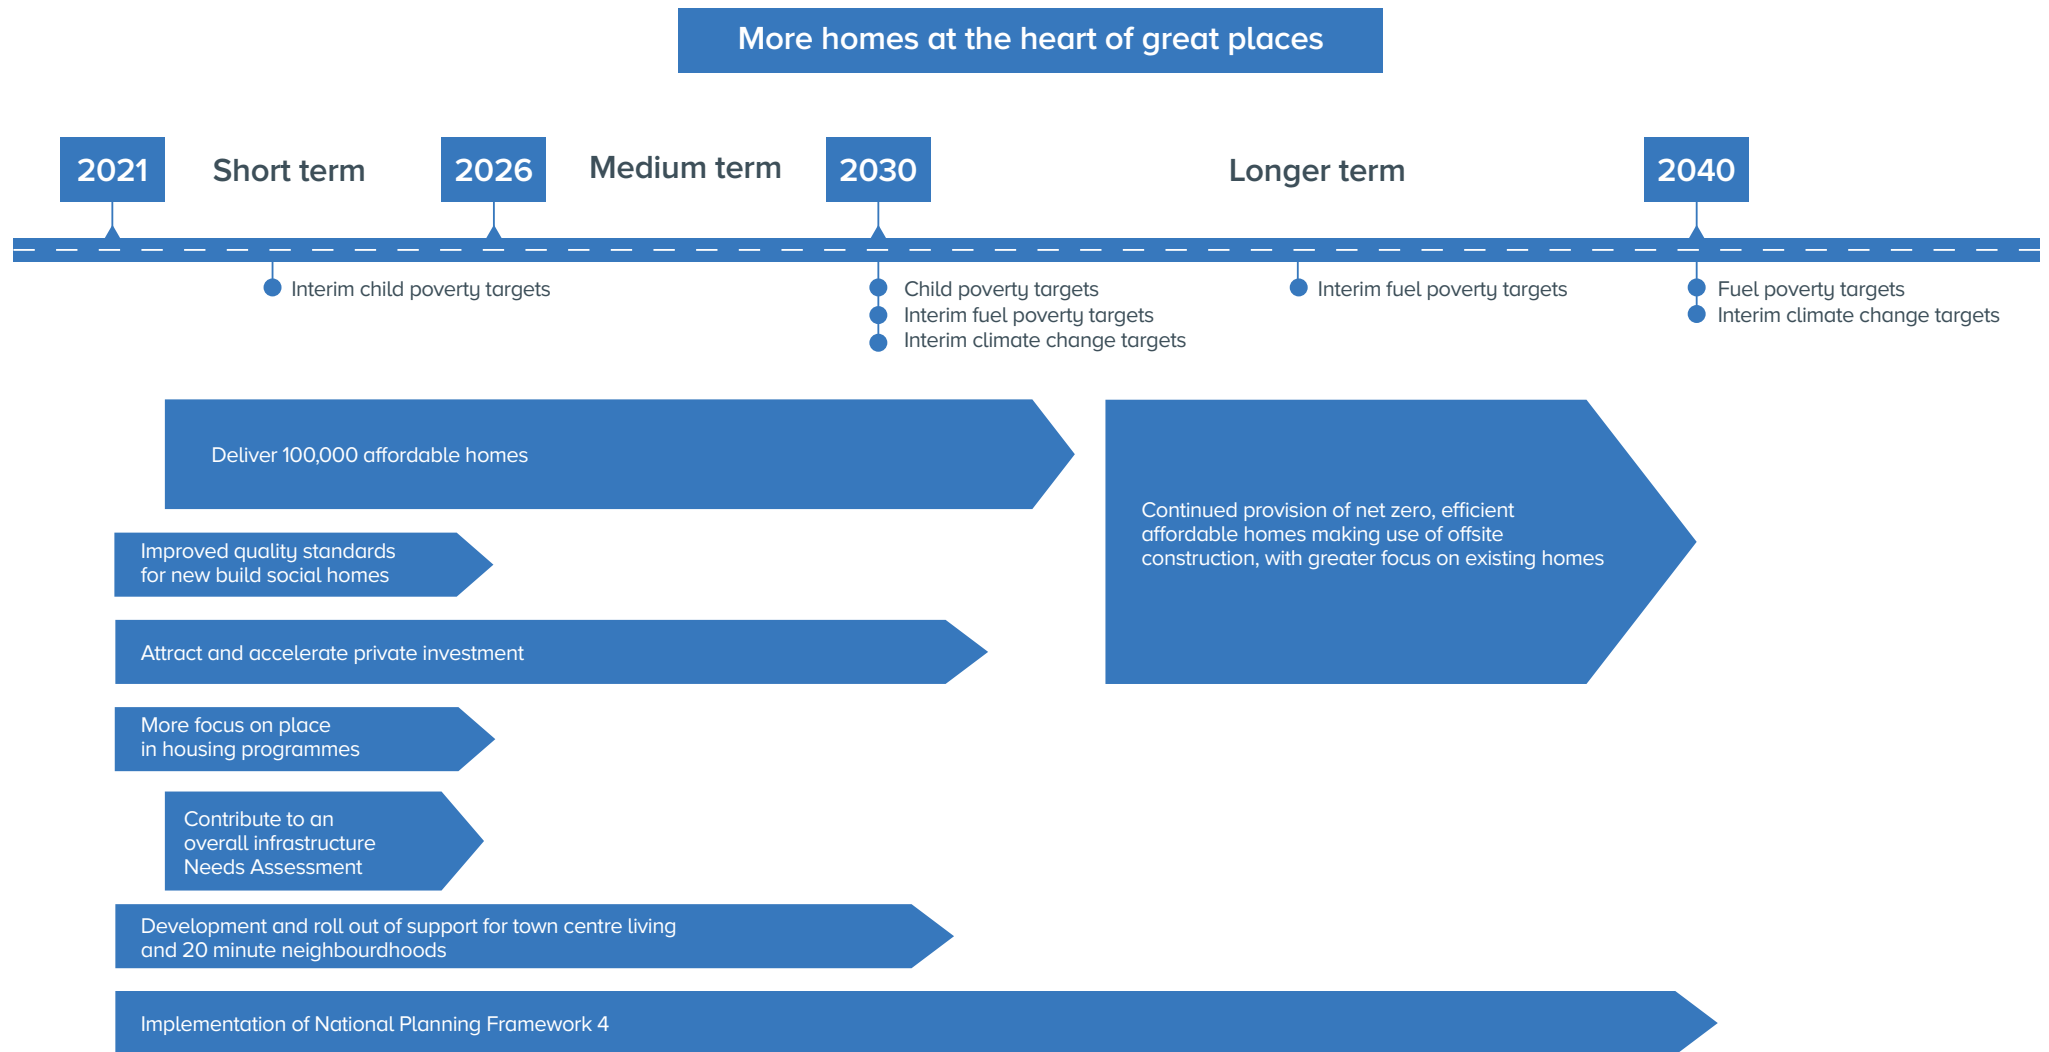 More homes at the heart of great places
2021
Short term
2026
Medium term
2030
Longer term
2040
Interim child poverty targets
Child poverty targets
Interim fuel poverty targets
Interim climate change targets
Interim fuel poverty targets
Fuel poverty targets
Interim climate change targets
Deliver 100,000 affordable homes
Continued provision of net zero, efficient
affordable homes making use of offsite
construction, with greater focus on existing homes
Improved quality standards
for new build social homes
Attract and accelerate private investment
More focus on place
in housing programmes
Contribute to an
overall infrastructure
Needs Assessment
Development and roll out of support for town centre living
and 20 minute neighbourdhoods
Implementation of National Planning Framework 4